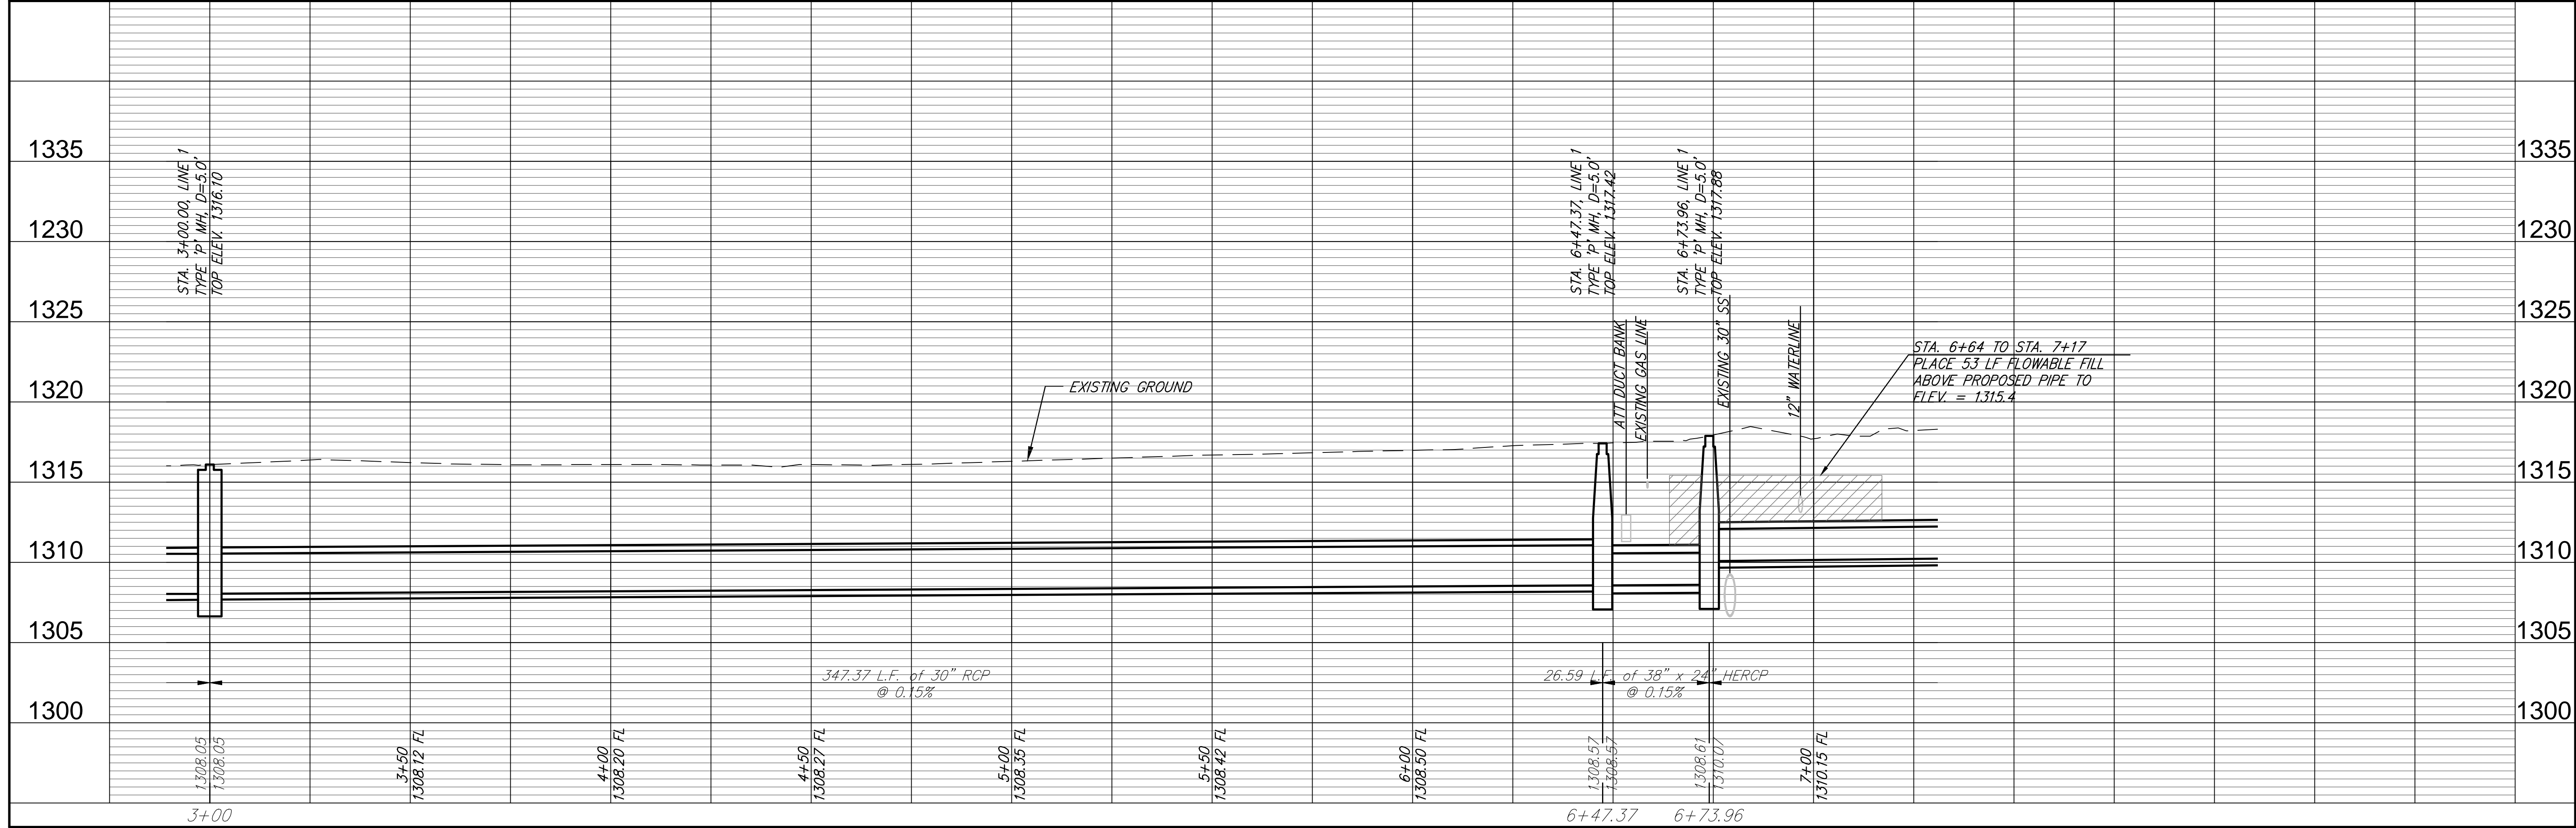 1335
1230
1325
1320
1315
1310
1305
1300
STA. 3+00.00, LINE 1
TYPE 'P' MH, D=5.0'
TOP ELEV. 1316.10
EXISTING GROUND
STA. 6+47.37, LINE 1
TYPE 'P' MH, D=5.0'
TOP ELEV. 1317.42
STA. 6+73.96, LINE 1
TYPE 'P' MH, D=5.0'
TOP ELEV. 1317.88
ATT DUCT BANK
EXISTING GAS LINE
EXISTING 30" SS
12" WATERLINE
STA. 6+64 TO STA. 7+17
PLACE 53 LF FLOWABLE FILL
ABOVE PROPOSED PIPE TO
ELEV. = 1315.4
347.37 L.F. of 30" RCP
@ 0.15%
26.59 L.F. of 38" x 24" HERCP
@ 0.15%
1308.05
1308.05
3+50
1308.12 FL
4+00
1308.20 FL
4+50
1308.27 FL
5+00
1308.35 FL
5+50
1308.42 FL
6+00
1308.50 FL
1308.57
1308.57
1308.61
1310.07
7+00
1310.15 FL
3+00
6+47.37
6+73.96
1335
1230
1325
1320
1315
1310
1305
1300